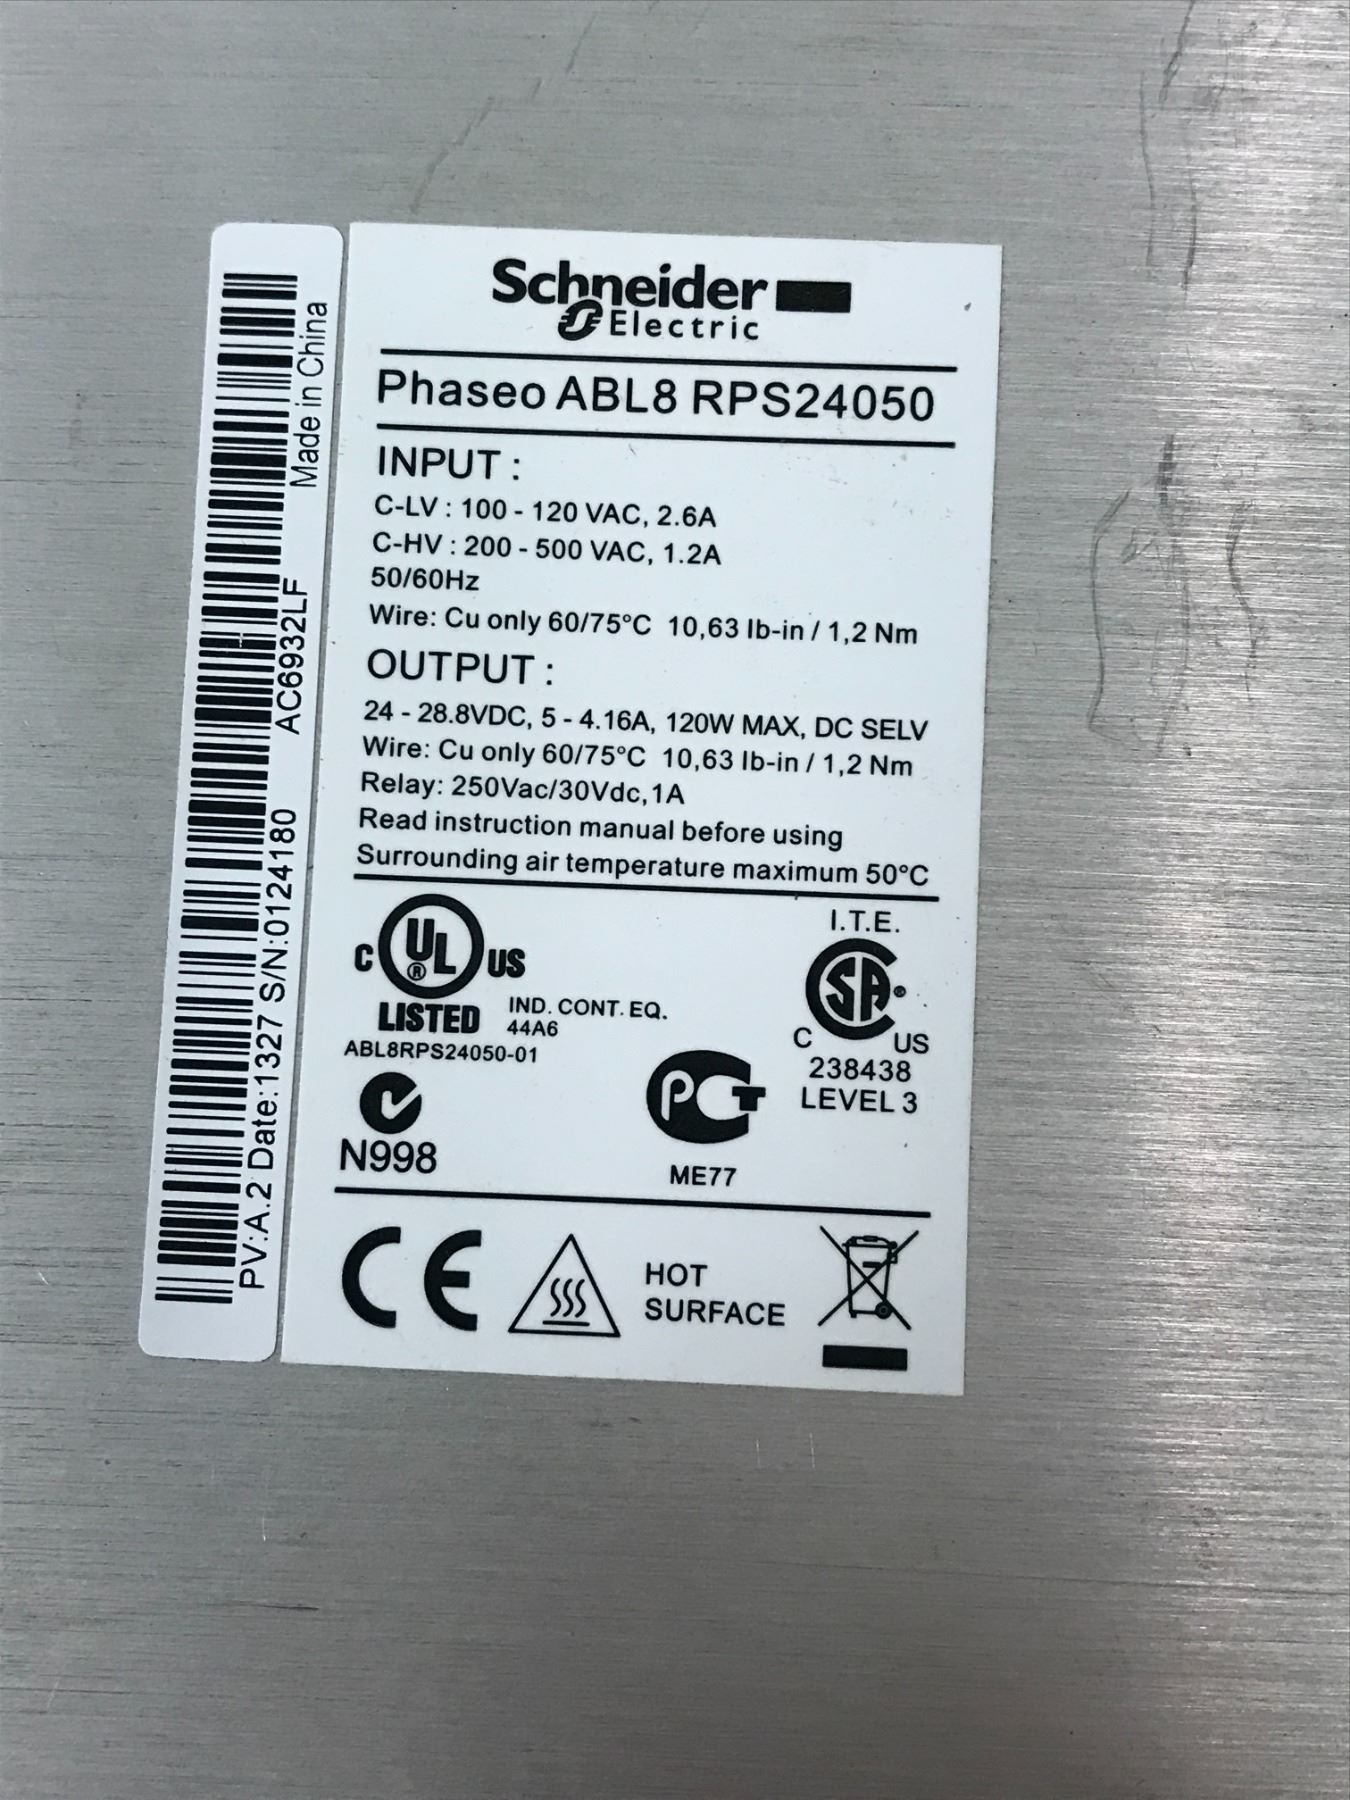 Schneider
Electric
Phaseo ABL8 RPS24050
INPUT :
C-LV : 100 - 120 VAC, 2.6A
C-HV : 200 - 500 VAC, 1.2A
50/60Hz
Wire: Cu only 60/75°C 10,63 lb-in / 1,2 Nm
OUTPUT :
24 - 28.8VDC, 5 - 4.16A, 120W MAX, DC SELV
Wire: Cu only 60/75°C 10,63 lb-in / 1,2 Nm
Relay: 250Vac/30Vdc,1A
Read instruction manual before using
Surrounding air temperature maximum 50°C
C UL ® US
LISTED
IND. CONT. EQ.
44A6
ABL8RPS24050-01
N998
I.T.E.
SA ®
C US
238438
LEVEL 3
PCT
ME77
CE
HOT
SURFACE
Made in China
PV:A.2 Date:1327 S/N:0124180 AC6932LF